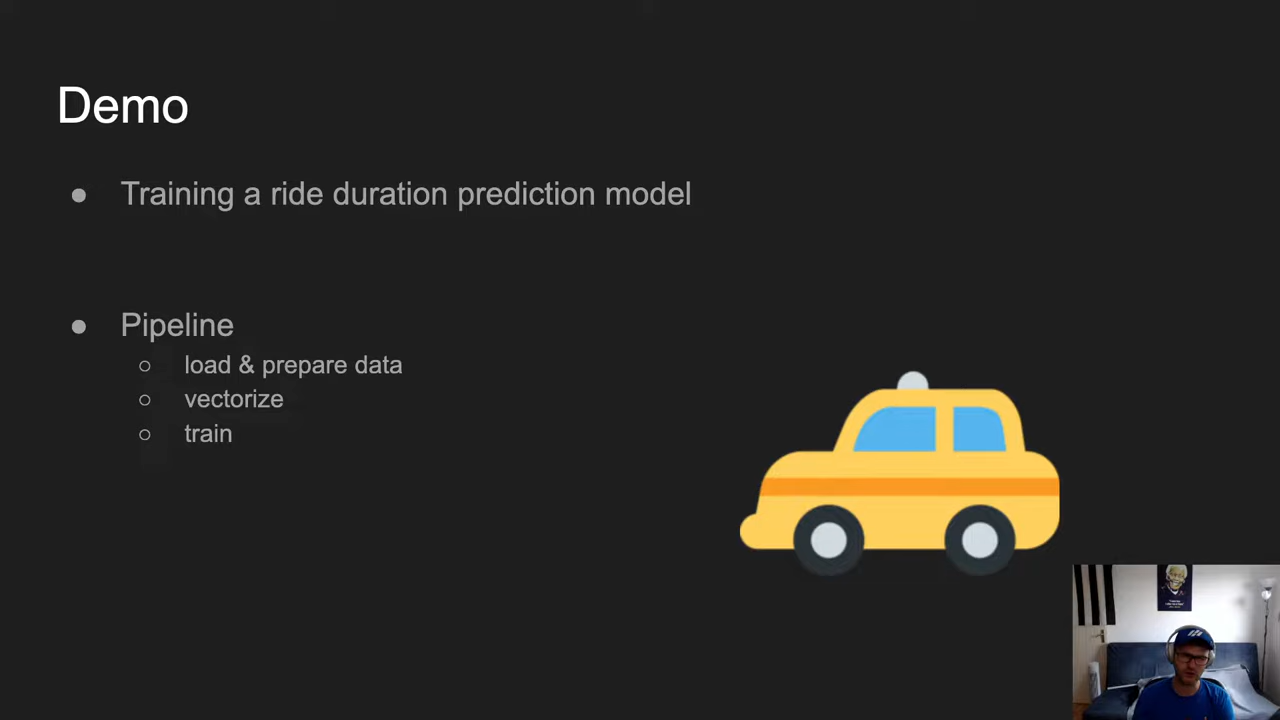 Demo
● Training a ride duration prediction model
● Pipeline
○ load & prepare data
○ vectorize
○ train